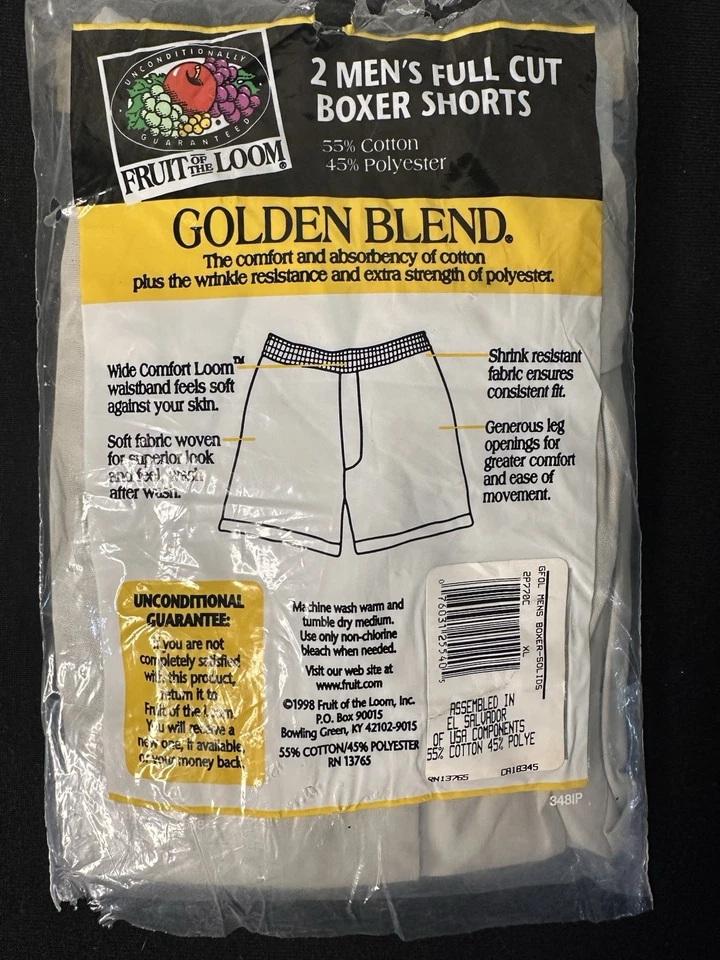 UNCONDITIONALLY
GUARANTEED
FRUIT OF THE LOOM®
2 MEN'S FULL CUT
BOXER SHORTS
55% Cotton
45% Polyester
GOLDEN BLEND®
The comfort and absorbency of cotton
plus the wrinkle resistance and extra strength of polyester.
Wide Comfort Loom™
waistband feels soft
against your skin.
Soft fabric woven
for superior look
and feel wash
after wash.
Shrink resistant
fabric ensures
consistent fit.
Generous leg
openings for
greater comfort
and ease of
movement.
UNCONDITIONAL
GUARANTEE:
If you are not
completely satisfied
with this product,
return it to
Fruit of the Loom.
You will receive a
new one, if available,
or your money back.
Machine wash warm and
tumble dry medium.
Use only non-chlorine
bleach when needed.
Visit our web site at
www.fruit.com
©1998 Fruit of the Loom, Inc.
P.O. Box 90015
Bowling Green, KY 42102-9015
55% COTTON/45% POLYESTER
RN 13765
GFOL MENS BOXER-SOLIDS
2P770C XL
ASSEMBLED IN
EL SALVADOR
OF USA COMPONENTS
55% COTTON 45% POLYE
RN13765 CA18345
348IP